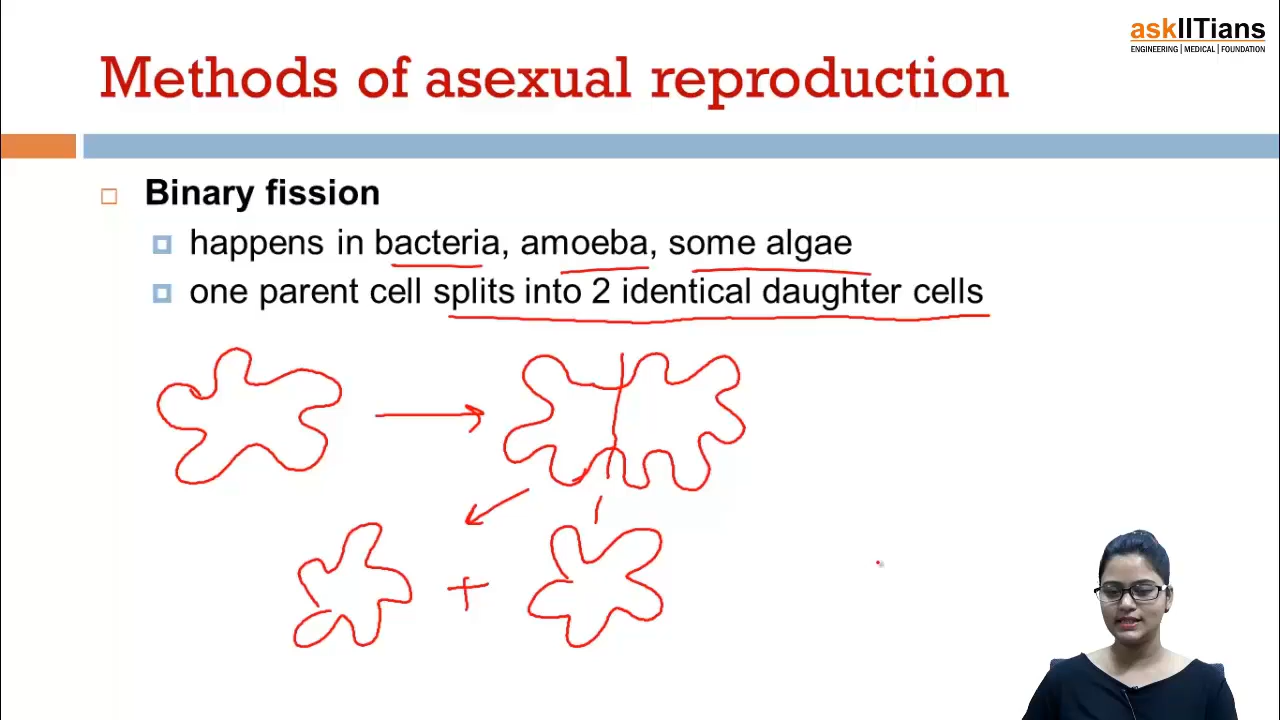 askIITians
ENGINEERING | MEDICAL | FOUNDATION
Methods of asexual reproduction
Binary fission
happens in bacteria, amoeba, some algae
one parent cell splits into 2 identical daughter cells
+